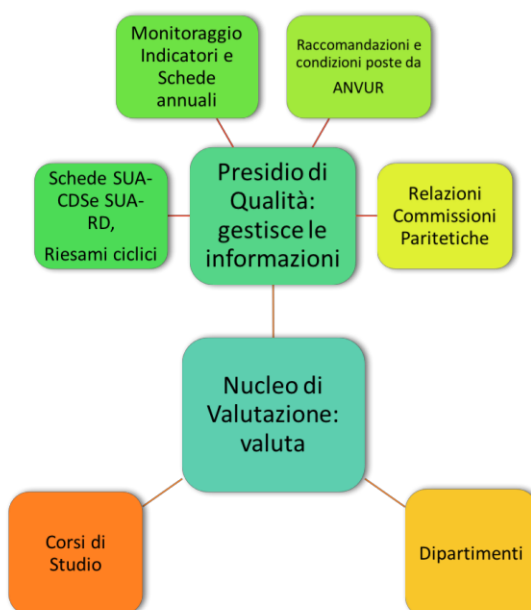 Monitoraggio
Indicatori e
Schede
annuali
Raccomandazioni e
condizioni poste da
ANVUR
Schede SUA-
CDSe SUA-
RD,
Riesami ciclici
Presidio di
Qualità:
gestisce le
informazioni
Relazioni
Commissioni
Paritetiche
Nucleo di
Valutazione:
valuta
Corsi di
Studio
Dipartimenti